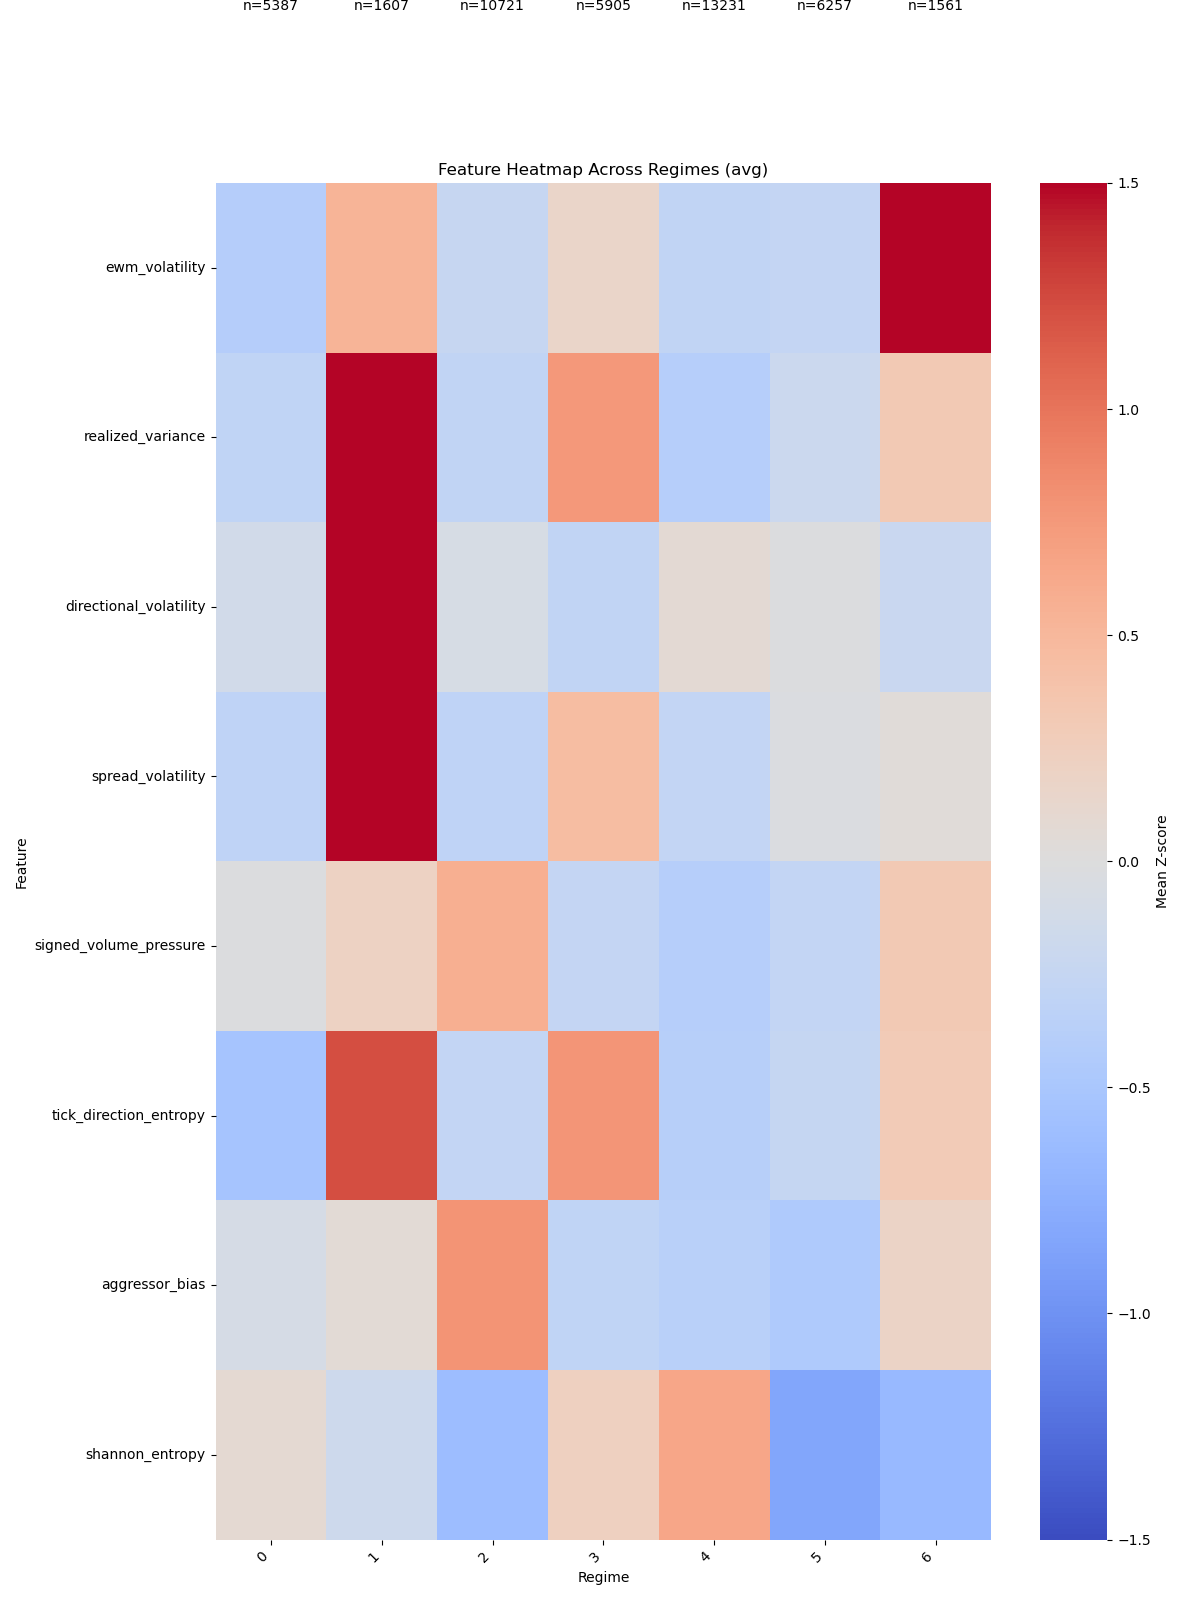 n=5387 n=1607 n=10721 n=5905 n=13231 n=6257 n=1561
Feature Heatmap Across Regimes (avg)
ewm_volatility
realized_variance
directional_volatility
spread_volatility
signed_volume_pressure
tick_direction_entropy
aggressor_bias
shannon_entropy
Feature
0 1 2 3 4 5 6
Regime
1.5
1.0
0.5
0.0
−0.5
−1.0
−1.5
Mean Z-score